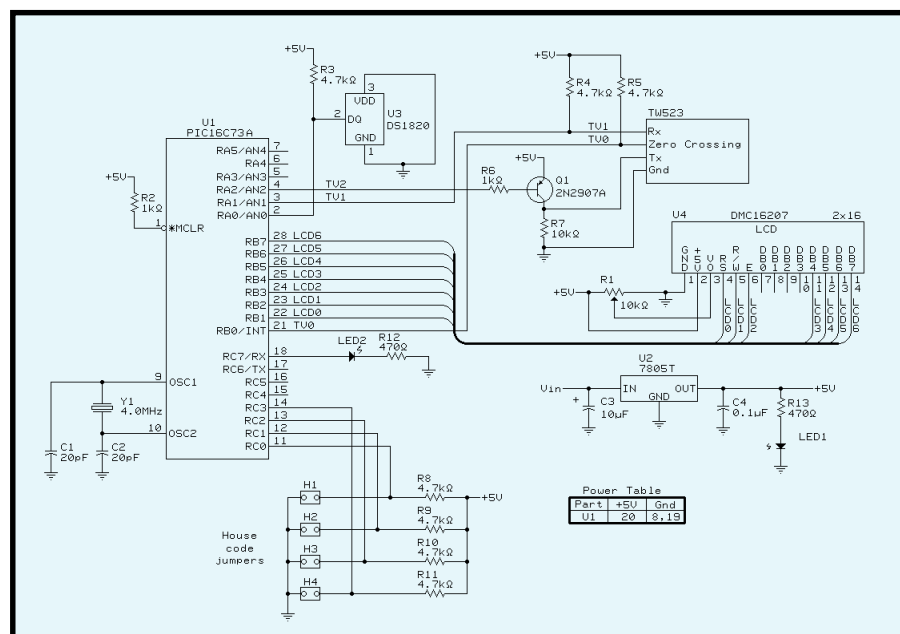 +5V
R3
4.7kΩ
3
VDD
2
DQ
GND
1
U3
DS1820
+5V
R4
4.7kΩ
R5
4.7kΩ
TW523
Rx
Zero Crossing
Tx
Gnd
TV1
TV0
U1
PIC16C73A
RA5/AN4
7
RA4
6
RA3/AN3
5
RA2/AN2
4
TV2
RA1/AN1
3
TV1
RA0/AN0
2
+5V
R2
1kΩ
1
*MCLR
R6
1kΩ
+5V
Q1
2N2907A
R7
10kΩ
RB7
28 LCD6
RB6
27 LCD5
RB5
26 LCD4
RB4
25 LCD3
RB3
24 LCD2
RB2
23 LCD1
RB1
22 LCD0
RB0/INT
21 TV0
U4
DMC16207
2x16
LCD
GND
+5V
VO
RS
R/W
E
DB0
DB1
DB2
DB3
DB4
DB5
DB6
DB7
1
2
3
4
5
6
7
8
9
10
11
12
13
14
LCD0
LCD1
LCD2
LCD3
LCD4
LCD5
LCD6
+5V
R1
10kΩ
RC7/RX
18
RC6/TX
17
RC5
16
RC4
15
RC3
14
RC2
13
RC1
12
RC0
11
LED2
R12
470Ω
9
OSC1
Y1
4.0MHz
10
OSC2
C1
20pF
C2
20pF
U2
7805T
Vin
IN
OUT
GND
+5V
+
C3
10µF
C4
0.1µF
R13
470Ω
LED1
House
code
jumpers
H1
H2
H3
H4
R8
4.7kΩ
R9
4.7kΩ
R10
4.7kΩ
R11
4.7kΩ
+5V
Power Table
Part +5V Gnd
U1 20 8,19